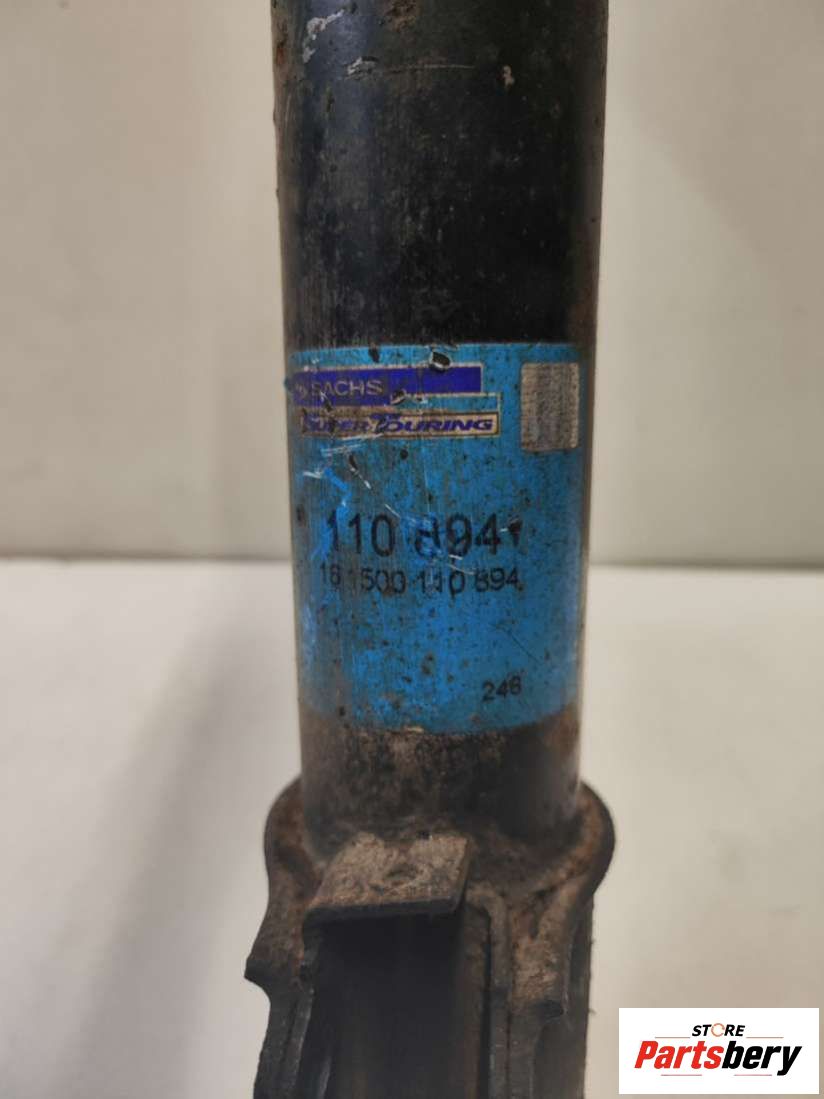 SACHS
SUPER TOURING
110 894
18 1500 110 894
246
STORE
Partsbery